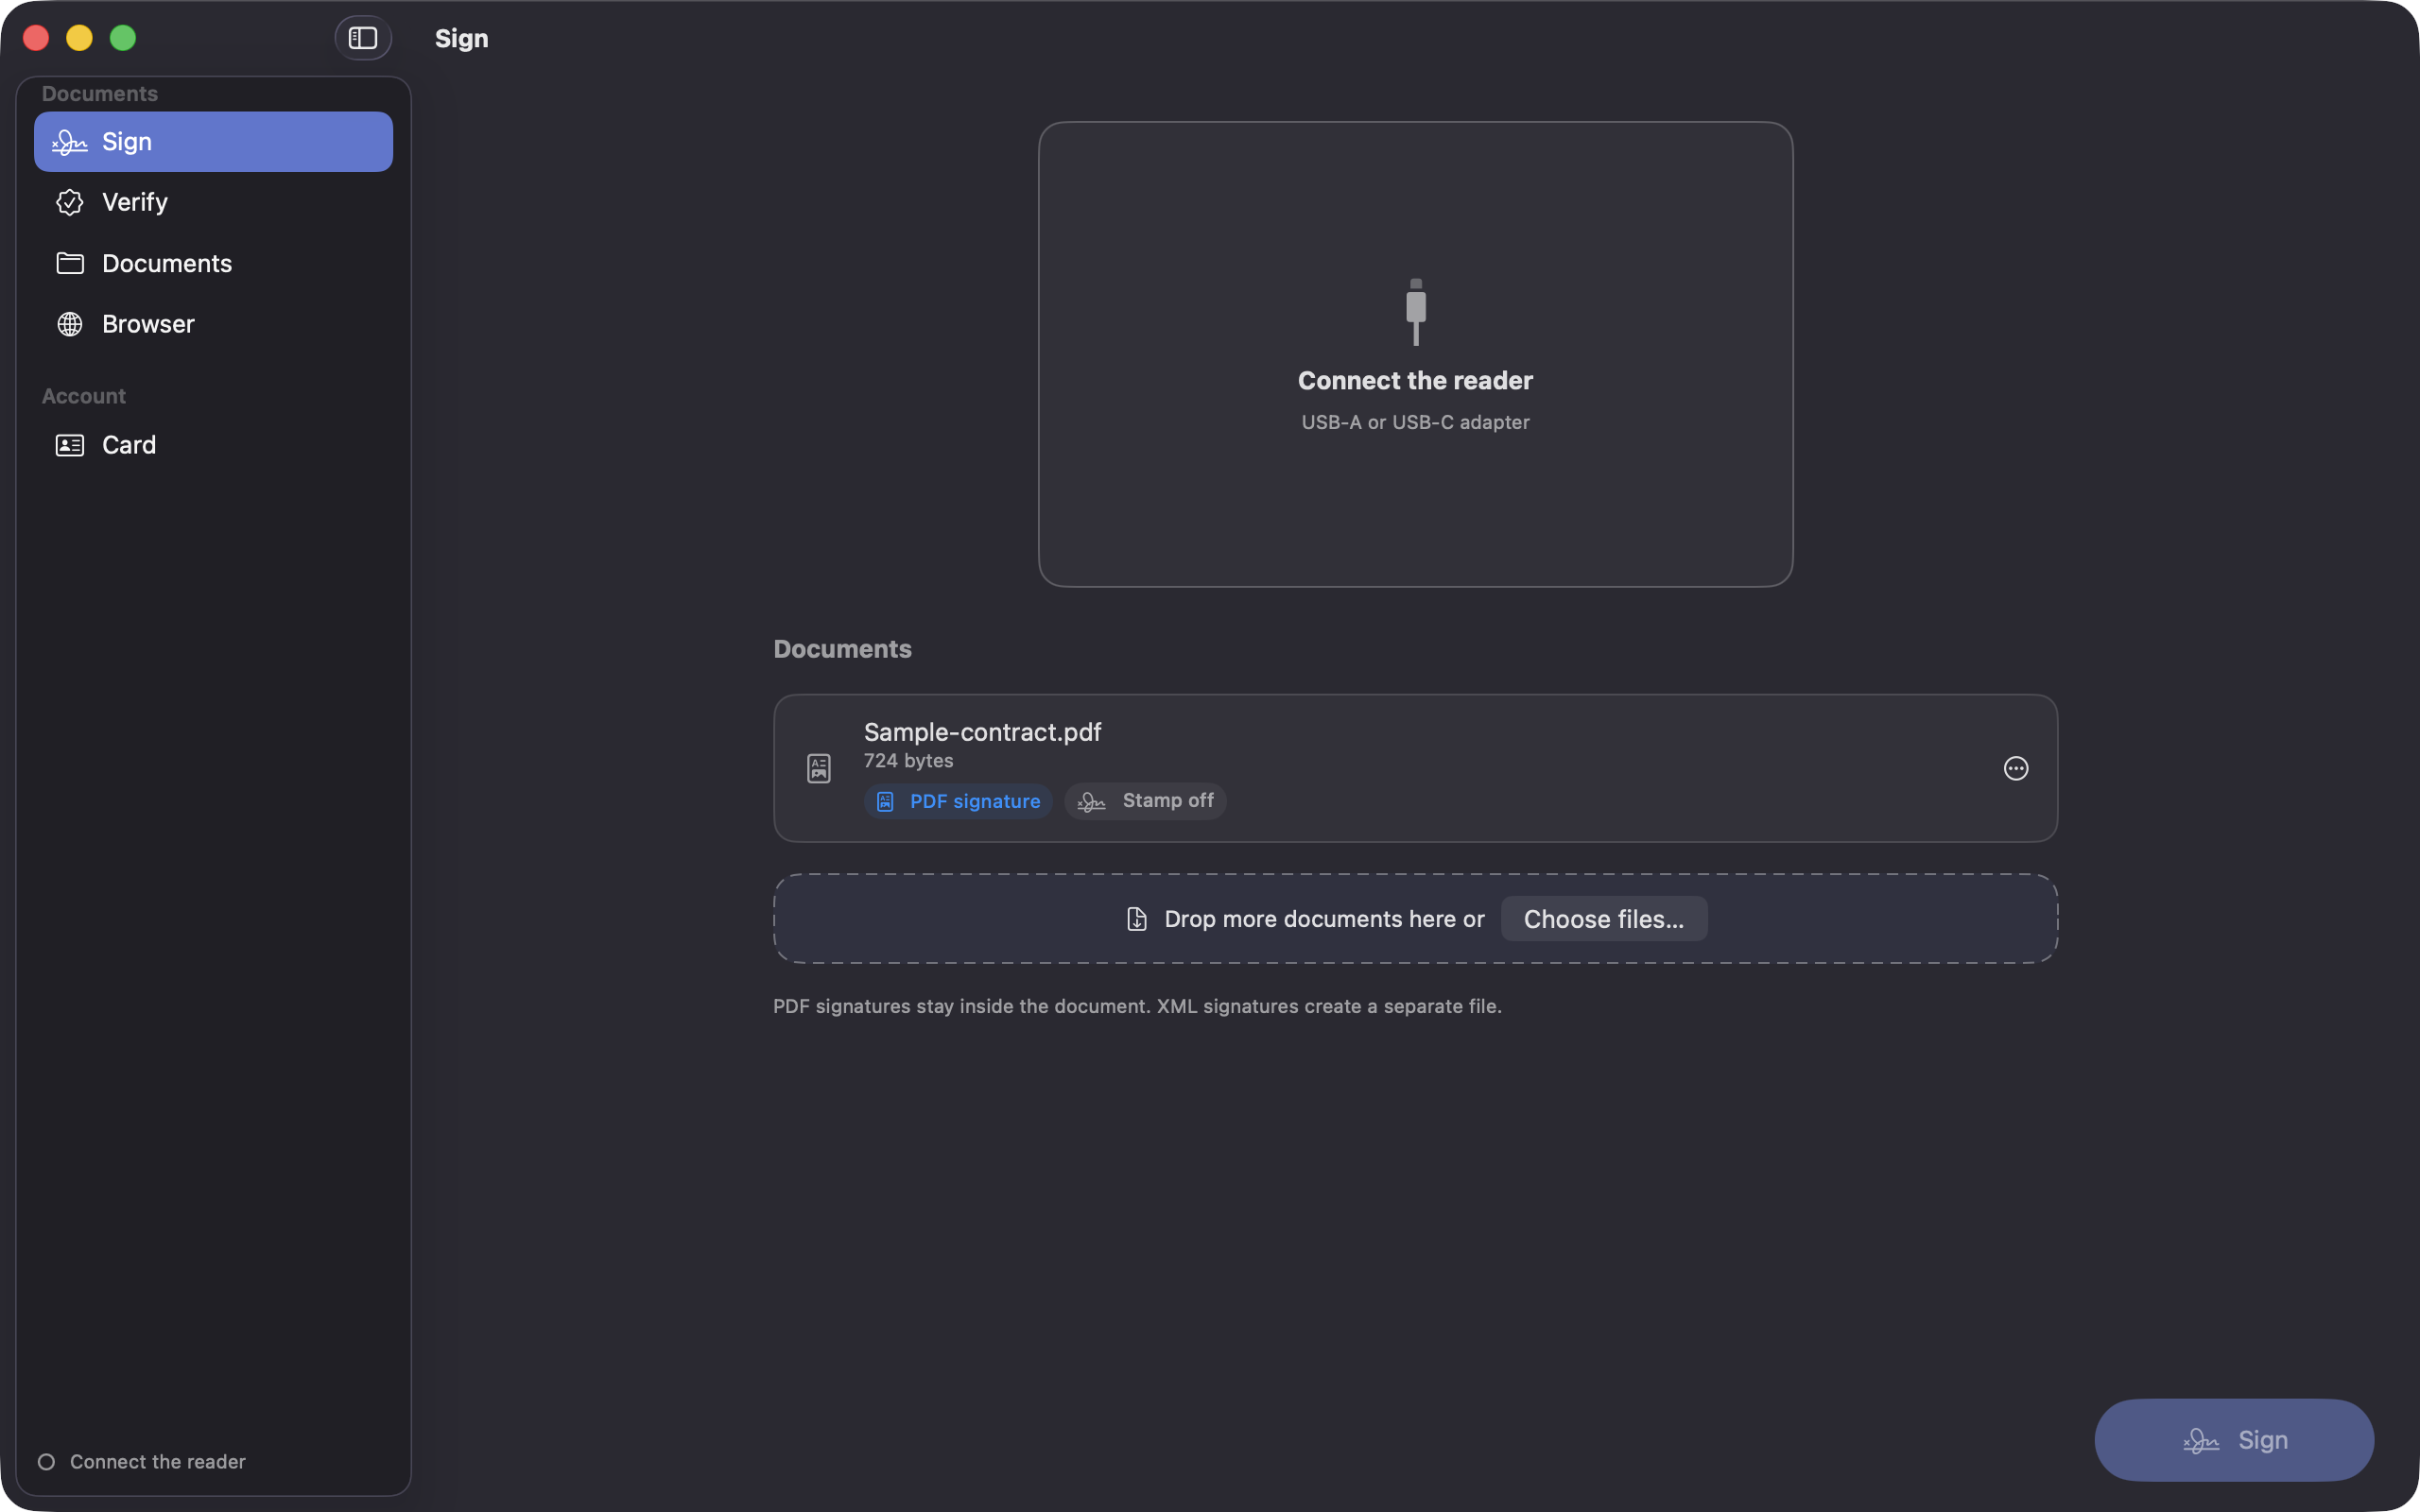 Sign
Documents
Sign
Verify
Documents
Browser
Account
Card
Connect the reader
Connect the reader
USB-A or USB-C adapter
Documents
Sample-contract.pdf
724 bytes
PDF signature
Stamp off
Drop more documents here or
Choose files...
PDF signatures stay inside the document. XML signatures create a separate file.
Sign